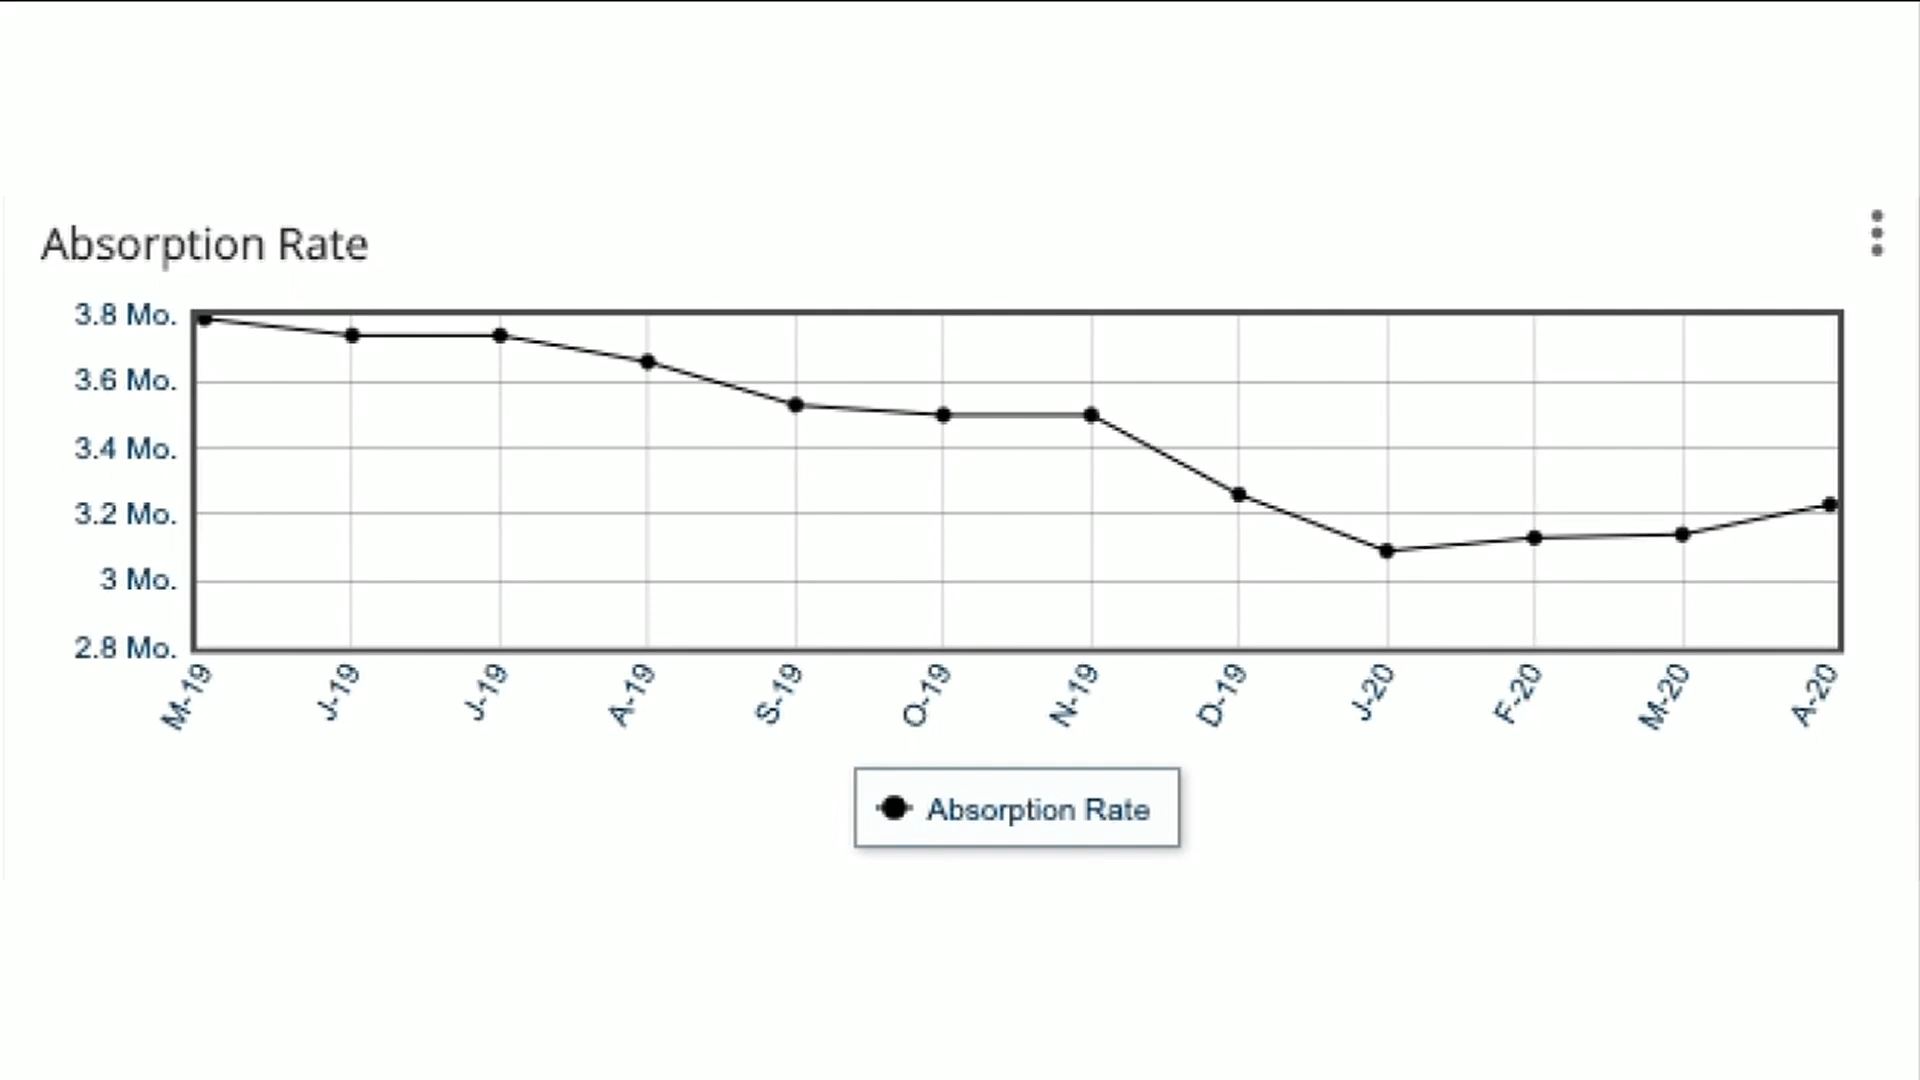 Absorption Rate
3.8 Mo.
3.6 Mo.
3.4 Mo.
3.2 Mo.
3 Mo.
2.8 Mo.
M-19
J-19
J-19
A-19
S-19
O-19
N-19
D-19
J-20
F-20
M-20
A-20
Absorption Rate